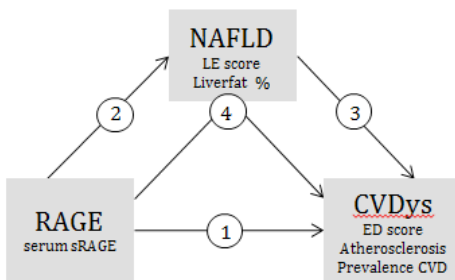 NAFLD
LE score
Liverfat %
2
4
3
RAGE
serum sRAGE
1
CVDys
ED score
Atherosclerosis
Prevalence CVD